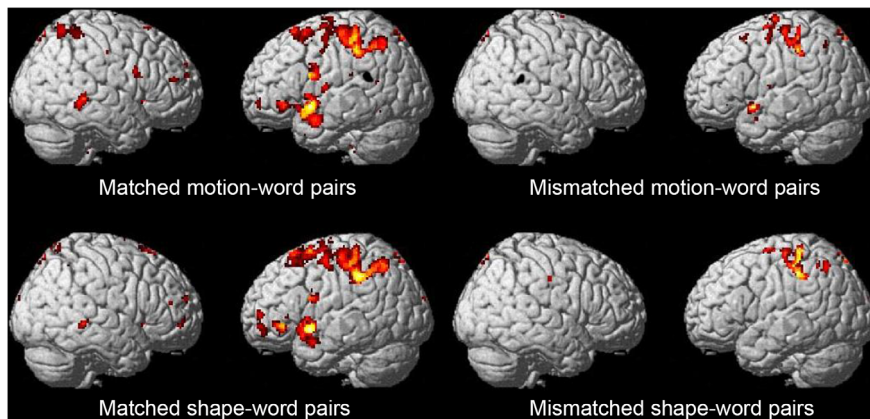 Matched motion-word pairs
Mismatched motion-word pairs
Matched shape-word pairs
Mismatched shape-word pairs